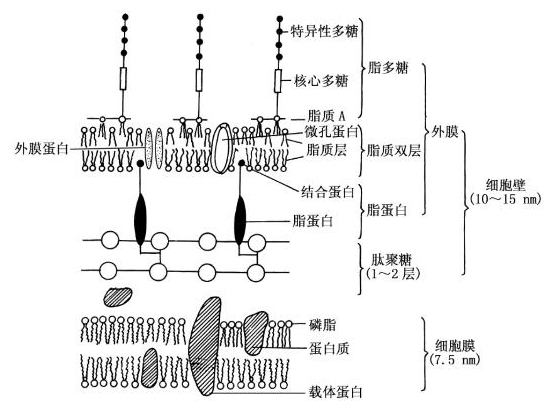 特异性多糖
核心多糖
脂多糖
脂质 A
微孔蛋白
外膜蛋白
脂质层
脂质双层
外膜
结合蛋白
脂蛋白
脂蛋白
细胞壁
(10～15 nm)
肽聚糖
(1～2 层)
磷脂
蛋白质
细胞膜
(7.5 nm)
载体蛋白